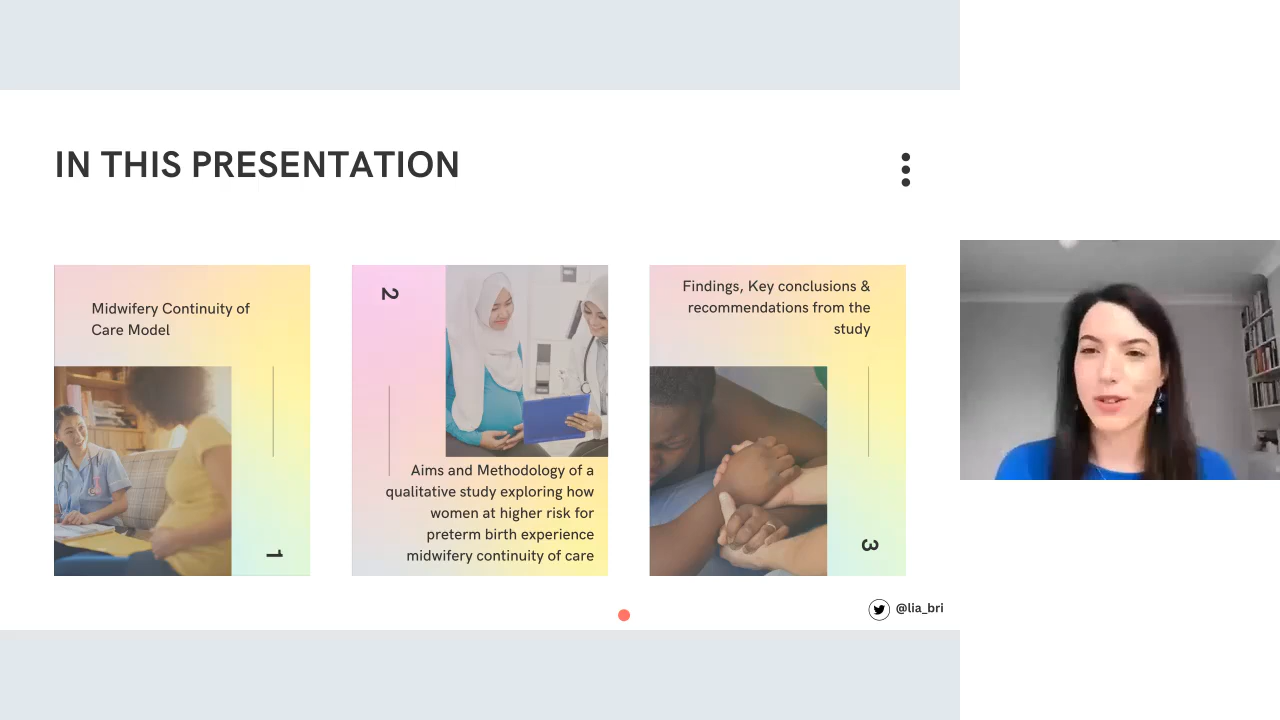 IN THIS PRESENTATION
Midwifery Continuity of
Care Model
1
2
Aims and Methodology of a
qualitative study exploring how
women at higher risk for
preterm birth experience
midwifery continuity of care
Findings, Key conclusions &
recommendations from the
study
3
@lia_bri